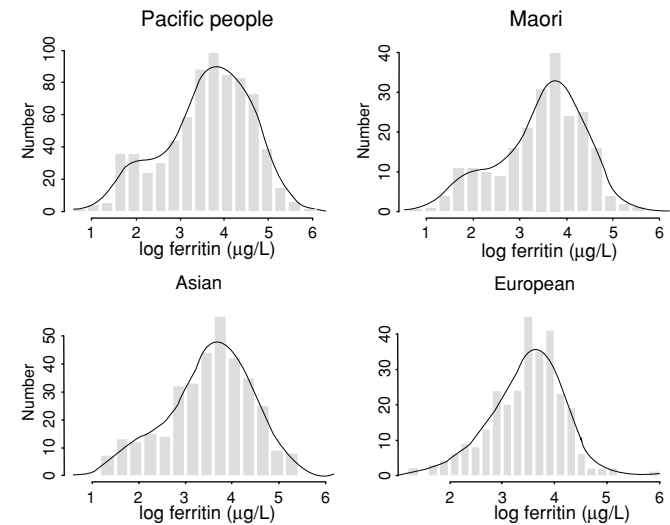 Pacific people
Maori
Number
0 20 40 60 80 100
1 2 3 4 5 6
log ferritin (μg/L)
Number
0 10 20 30 40
1 2 3 4 5 6
log ferritin (μg/L)
Asian
European
Number
0 10 20 30 40 50
1 2 3 4 5 6
log ferritin (μg/L)
0 10 20 30 40
2 3 4 5 6
log ferritin (μg/L)